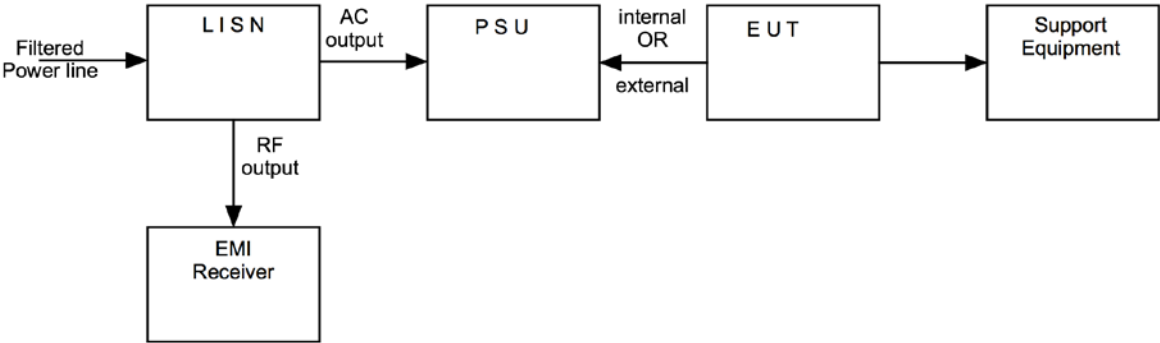 Filtered
Power line
L I S N
AC
output
P S U
internal
OR
external
E U T
Support
Equipment
RF
output
EMI
Receiver